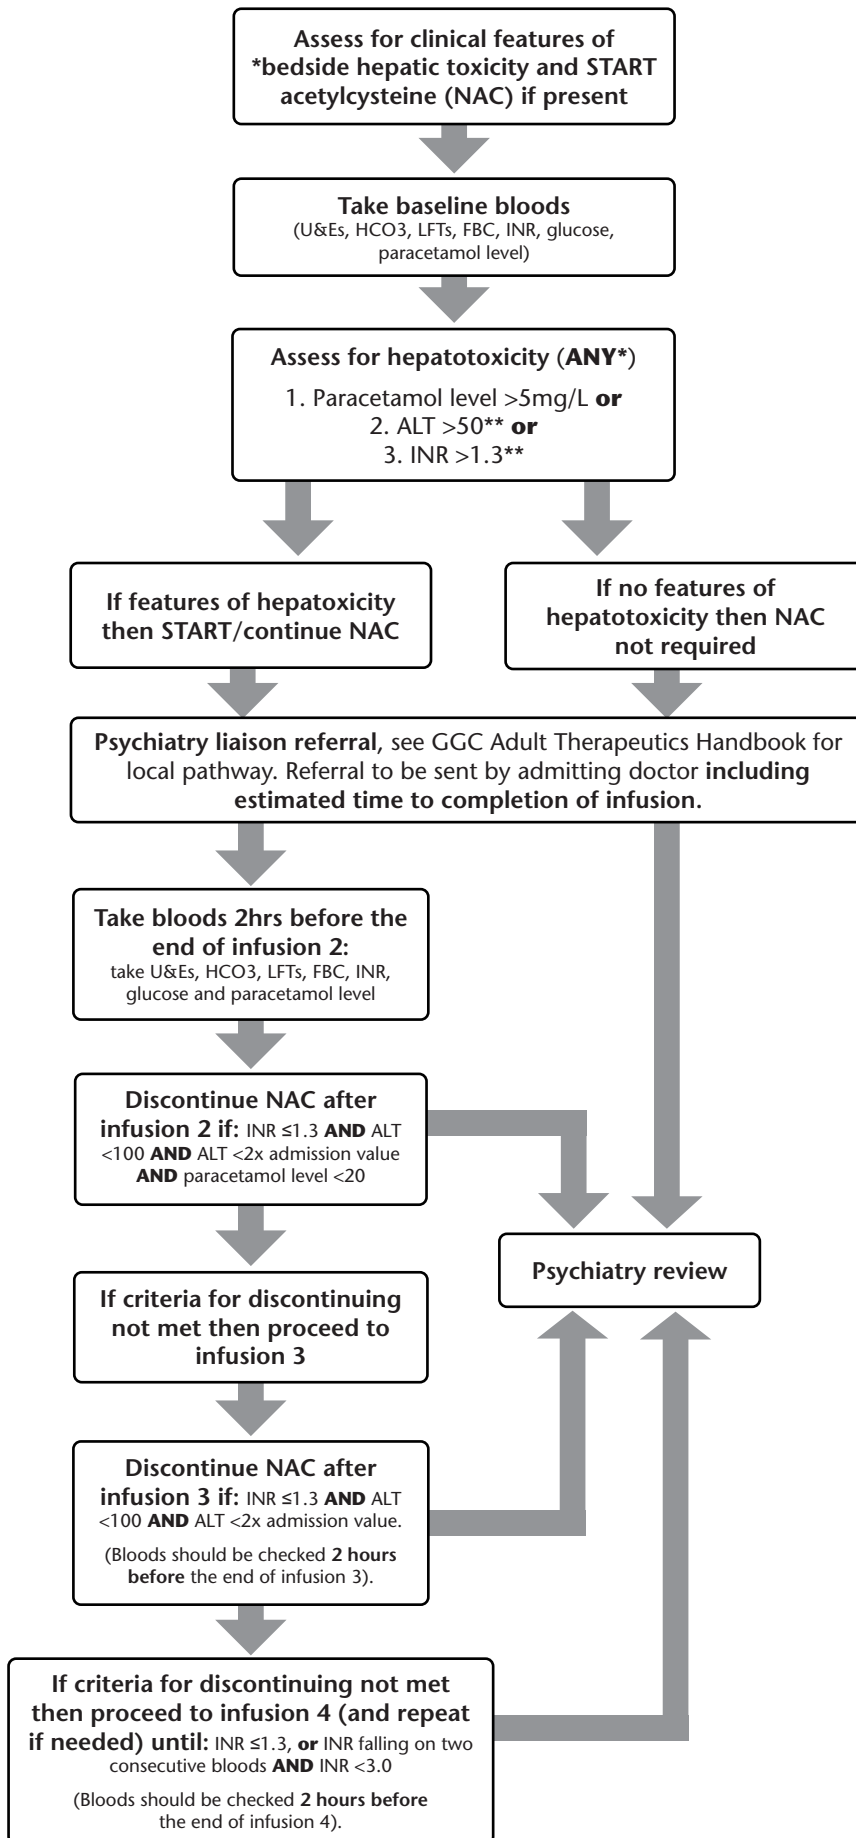 Assess for clinical features of
*bedside hepatic toxicity and START
acetylcysteine (NAC) if present
Take baseline bloods
(U&Es, HCO3, LFTs, FBC, INR, glucose,
paracetamol level)
Assess for hepatotoxicity (ANY*)
1. Paracetamol level >5mg/L or
2. ALT >50** or
3. INR >1.3**
If features of hepatoxicity
then START/continue NAC
If no features of
hepatotoxicity then NAC
not required
Psychiatry liaison referral, see GGC Adult Therapeutics Handbook for
local pathway. Referral to be sent by admitting doctor including
estimated time to completion of infusion.
Take bloods 2hrs before the
end of infusion 2:
take U&Es, HCO3, LFTs, FBC, INR,
glucose and paracetamol level
Discontinue NAC after
infusion 2 if: INR ≤1.3 AND ALT
<100 AND ALT <2x admission value
AND paracetamol level <20
Psychiatry review
If criteria for discontinuing
not met then proceed to
infusion 3
Discontinue NAC after
infusion 3 if: INR ≤1.3 AND ALT
<100 AND ALT <2x admission value.
(Bloods should be checked 2 hours
before the end of infusion 3).
If criteria for discontinuing not met
then proceed to infusion 4 (and repeat
if needed) until: INR ≤1.3, or INR falling on two
consecutive bloods AND INR <3.0
(Bloods should be checked 2 hours before
the end of infusion 4).